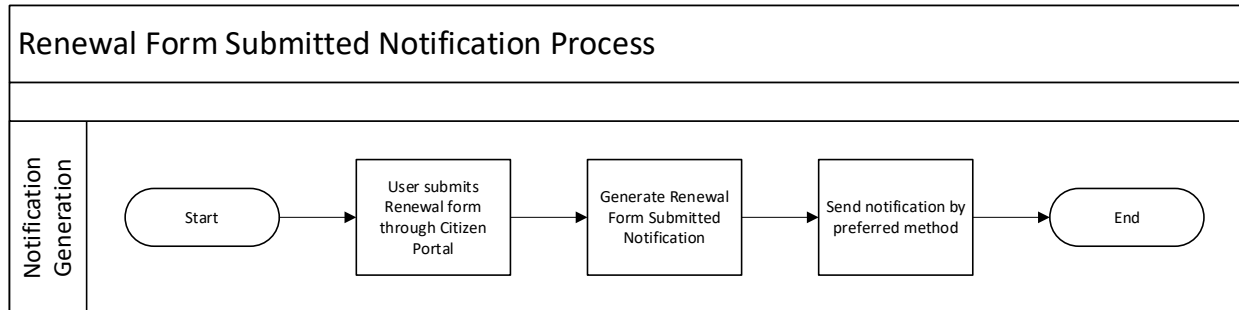 Renewal Form Submitted Notification Process
Notification
Generation
Start
User submits
Renewal form
through Citizen
Portal
Generate Renewal
Form Submitted
Notification
Send notification by
preferred method
End